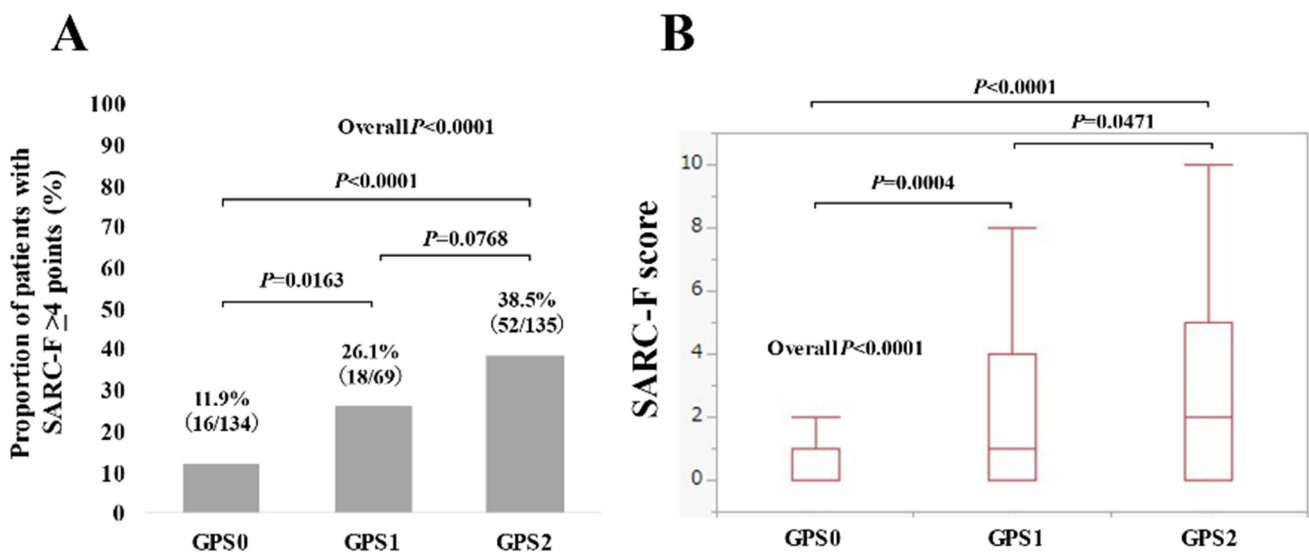 A
Proportion of patients with
SARC-F ≥4 points (%)
100
90
80
70
60
50
40
30
20
10
0
Overall P<0.0001
P<0.0001
P=0.0768
P=0.0163
38.5%
(52/135)
26.1%
(18/69)
11.9%
(16/134)
GPS0 GPS1 GPS2
B
SARC-F score
P<0.0001
P=0.0471
P=0.0004
10
8
6
4
2
0
Overall P<0.0001
GPS0 GPS1 GPS2